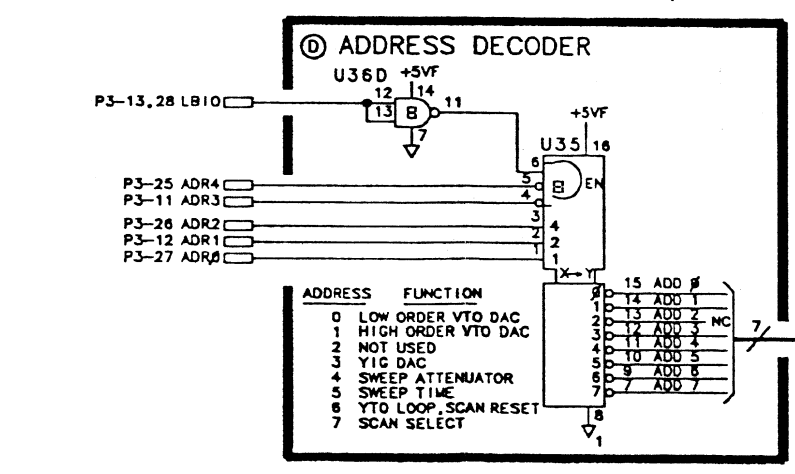 D ADDRESS DECODER
U36D +5VF
12 14
P3-13,28 LBIO
13 & 11
7
+5VF
U35 16
6
P3-25 ADR4 5 & EN
P3-11 ADR3 4
P3-26 ADR2 3 4
P3-12 ADR1 2 2
P3-27 ADRØ 1 1
X→Y
ADDRESS FUNCTION
0 LOW ORDER VTO DAC
1 HIGH ORDER VTO DAC
2 NOT USED
3 YIG DAC
4 SWEEP ATTENUATOR
5 SWEEP TIME
6 YTO LOOP,SCAN RESET
7 SCAN SELECT
Ø 15 ADD Ø
1 14 ADD 1
2 13 ADD 2 NC
3 12 ADD 3
4 11 ADD 4
5 10 ADD 5
6 9 ADD 6
7 7 ADD 7
7
8
1